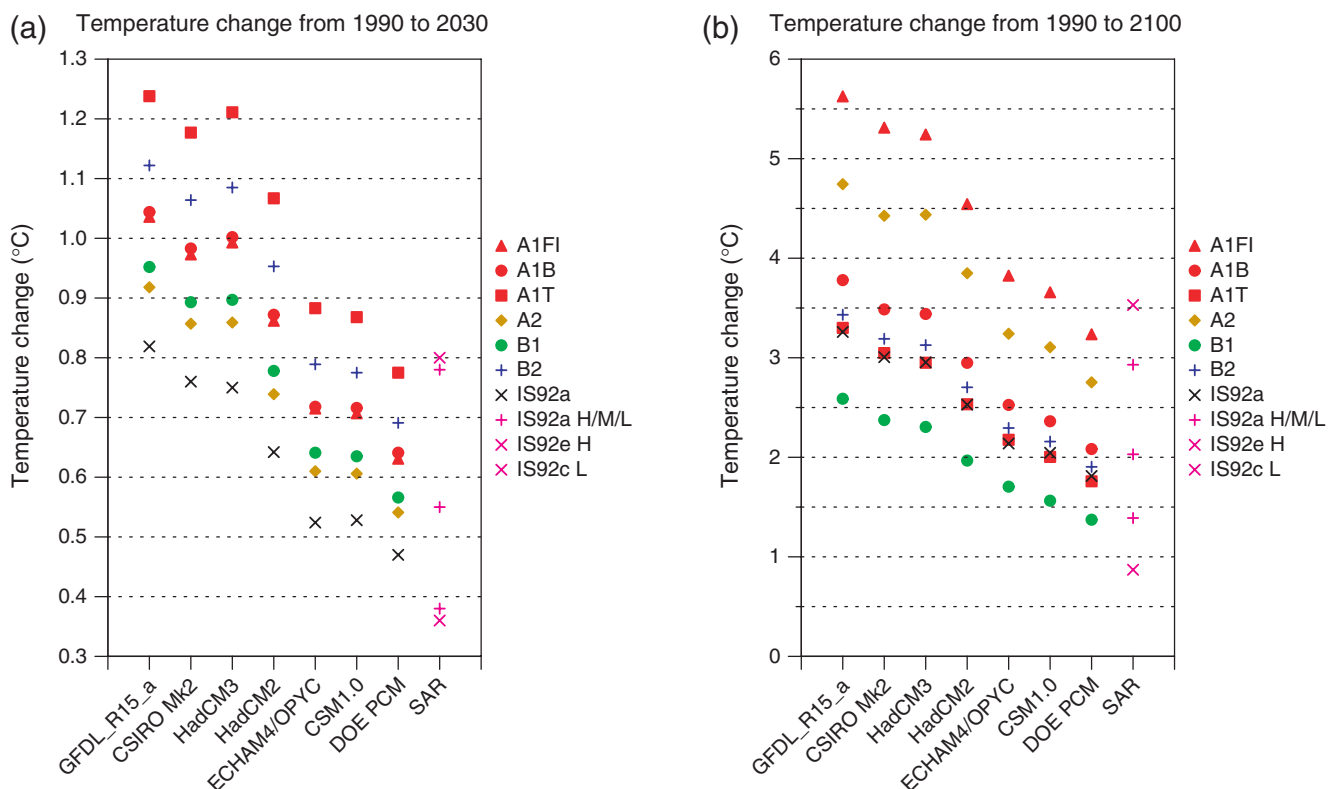 (a) Temperature change from 1990 to 2030
Temperature change (°C)
1.3
1.2
1.1
1.0
0.9
0.8
0.7
0.6
0.5
0.4
0.3
GFDL_R15_a
CSIRO Mk2
HadCM3
HadCM2
ECHAM4/OPYC
CSM1.0
DOE PCM
SAR
A1FI
A1B
A1T
A2
B1
B2
IS92a
IS92a H/M/L
IS92e H
IS92c L
(b) Temperature change from 1990 to 2100
Temperature change (°C)
6
5
4
3
2
1
0
GFDL_R15_a
CSIRO Mk2
HadCM3
HadCM2
ECHAM4/OPYC
CSM1.0
DOE PCM
SAR
A1FI
A1B
A1T
A2
B1
B2
IS92a
IS92a H/M/L
IS92e H
IS92c L